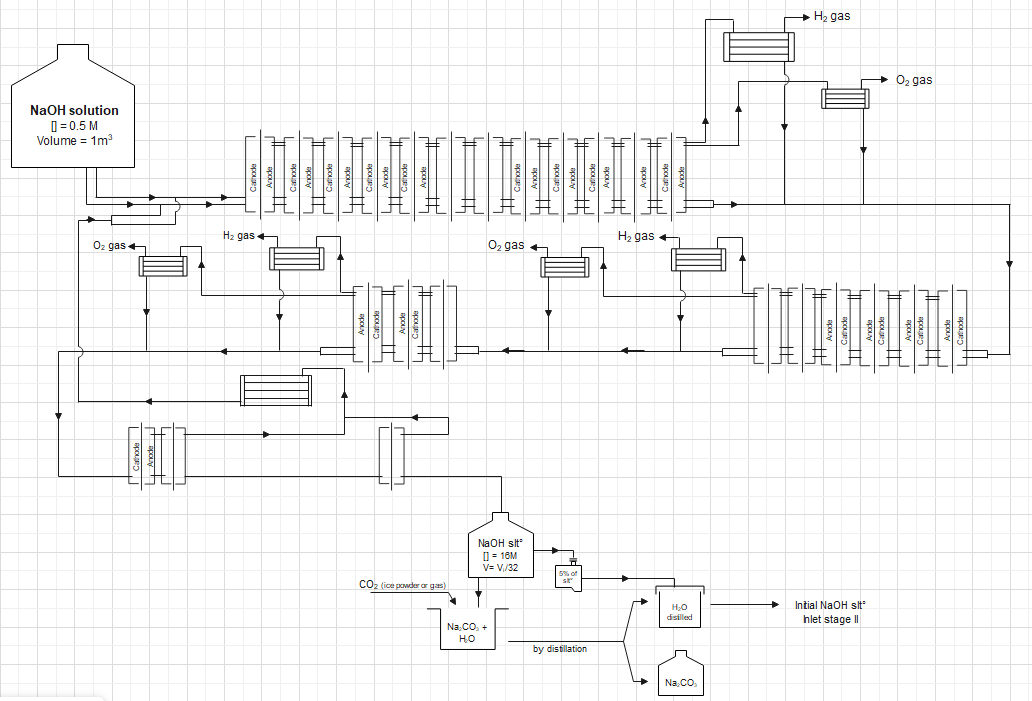 H₂ gas
O₂ gas
NaOH solution
[] = 0.5 M
Volume = 1m³
Cathode
Anode
Cathode
Anode
Cathode
Anode
Cathode
Anode
Cathode
Anode
Cathode
Anode
Cathode
Anode
Cathode
Anode
Anode
Cathode
Anode
O₂ gas
H₂ gas
O₂ gas
H₂ gas
Anode
Cathode
Anode
Cathode
Anode
Cathode
Anode
Cathode
Anode
Cathode
Anode
Cathode
Cathode
Anode
NaOH slt°
[] = 16M
V= Vᵢ/32
5% of
slt°
CO₂ (ice powder or gas)
Na₂CO₃ +
H₂O
by distillation
H₂O
distilled
Initial NaOH slt°
Inlet stage II
Na₂CO₃